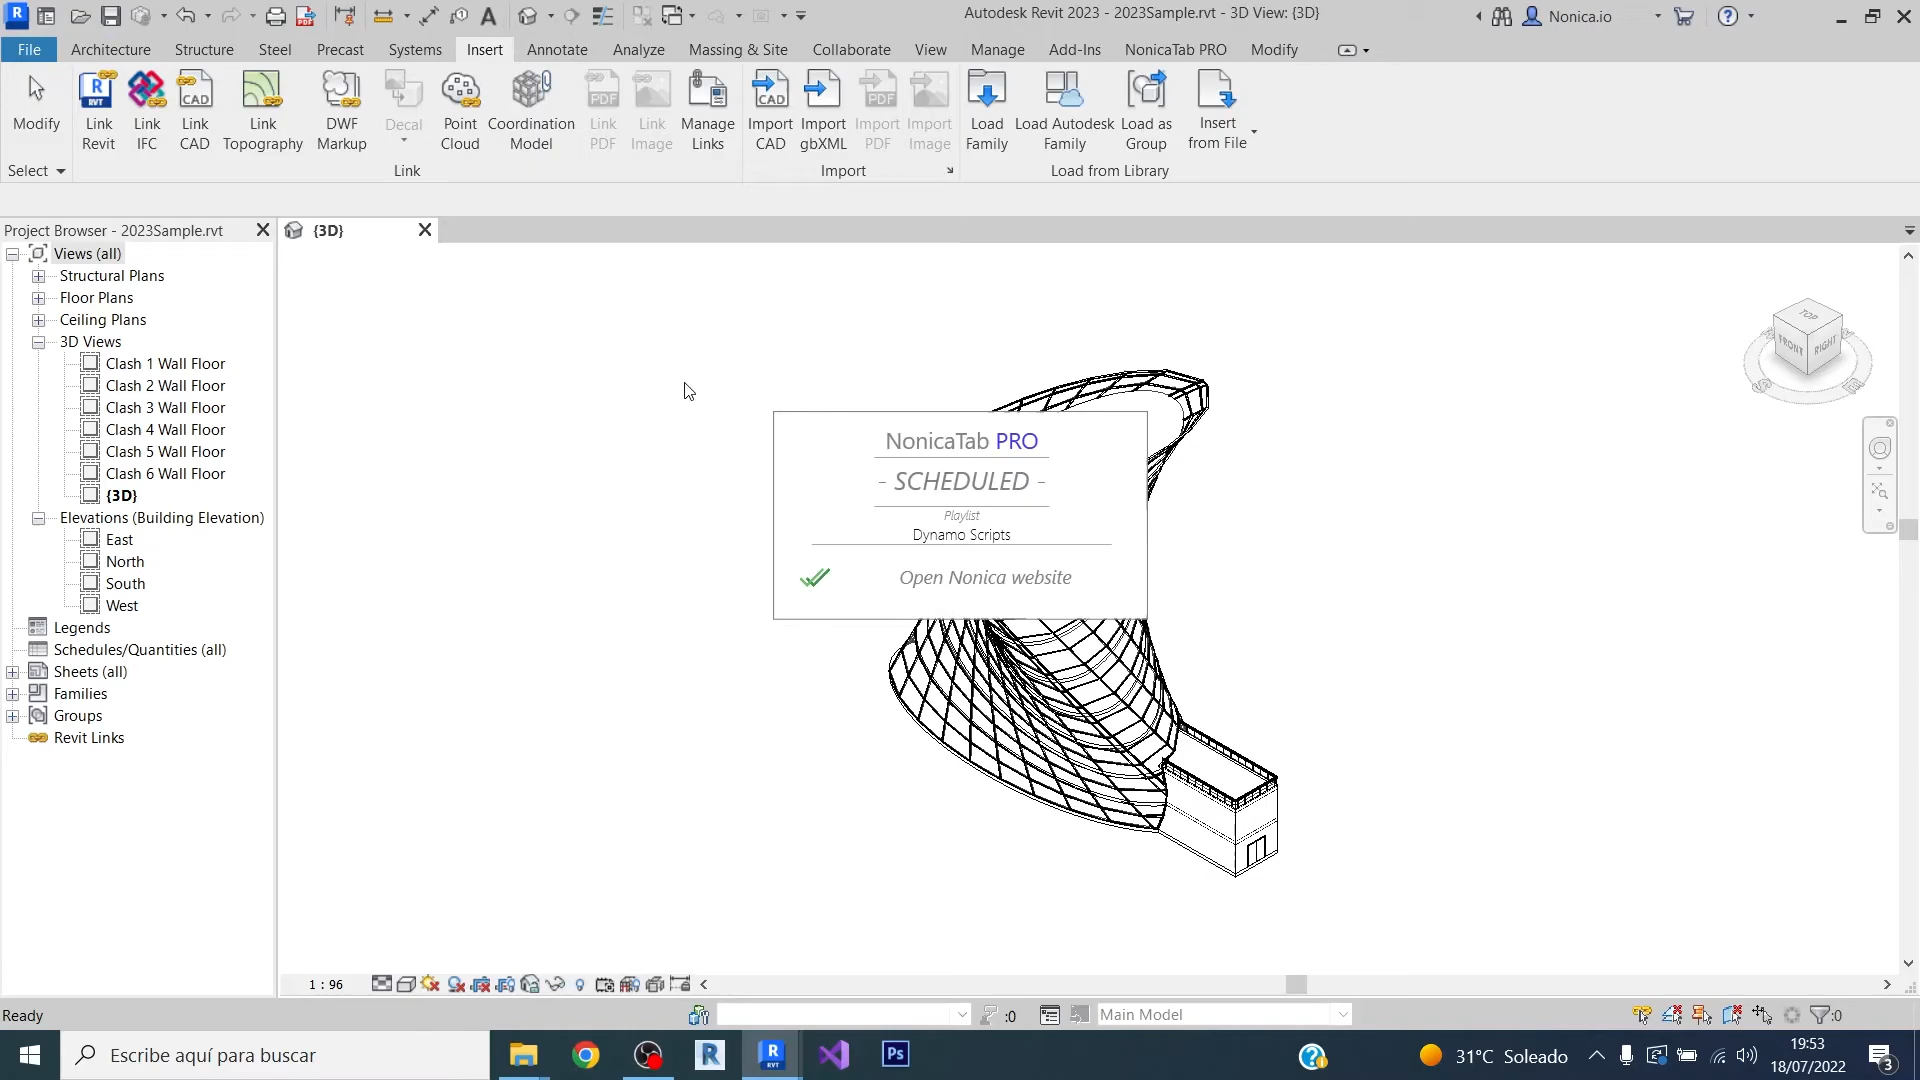 Autodesk Revit 2023 - 2023Sample.rvt - 3D View: {3D}
Nonica.io
File Architecture Structure Steel Precast Systems Insert Annotate Analyze Massing & Site Collaborate View Manage Add-Ins NonicaTab PRO Modify
Modify
Link Revit
Link IFC
Link CAD
Link Topography
DWF Markup
Decal
Point Cloud
Coordination Model
Link PDF
Link Image
Manage Links
Import CAD
Import gbXML
Import PDF
Import Image
Load Family
Load Autodesk Family
Load as Group
Insert from File
Select
Link
Import
Load from Library
Project Browser - 2023Sample.rvt
{3D}
Views (all)
Structural Plans
Floor Plans
Ceiling Plans
3D Views
Clash 1 Wall Floor
Clash 2 Wall Floor
Clash 3 Wall Floor
Clash 4 Wall Floor
Clash 5 Wall Floor
Clash 6 Wall Floor
{3D}
Elevations (Building Elevation)
East
North
South
West
Legends
Schedules/Quantities (all)
Sheets (all)
Families
Groups
Revit Links
TOP
FRONT
RIGHT
S
E
NonicaTab PRO
- SCHEDULED -
Playlist
Dynamo Scripts
Open Nonica website
1 : 96
Ready
:0
Main Model
:0
Escribe aquí para buscar
31°C Soleado
19:53
18/07/2022
3